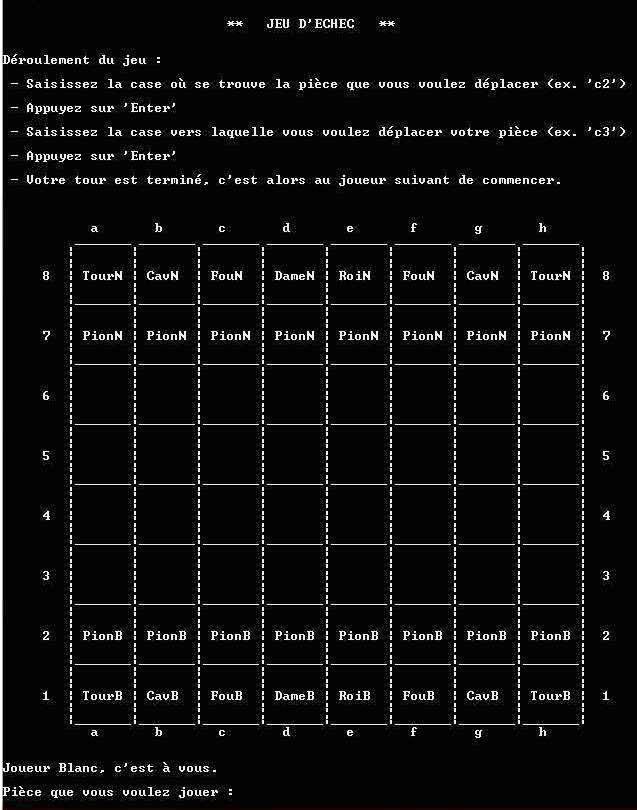 ** JEU D'ECHEC **
Déroulement du jeu :
- Saisissez la case où se trouve la pièce que vous voulez déplacer (ex. 'c2')
- Appuyez sur 'Enter'
- Saisissez la case vers laquelle vous voulez déplacer votre pièce (ex. 'c3')
- Appuyez sur 'Enter'
- Votre tour est terminé, c'est alors au joueur suivant de commencer.
a b c d e f g h
8 TourN CavN FouN DameN RoiN FouN CavN TourN 8
7 PionN PionN PionN PionN PionN PionN PionN PionN 7
6 6
5 5
4 4
3 3
2 PionB PionB PionB PionB PionB PionB PionB PionB 2
1 TourB CavB FouB DameB RoiB FouB CavB TourB 1
a b c d e f g h
Joueur Blanc, c'est à vous.
Pièce que vous voulez jouer :